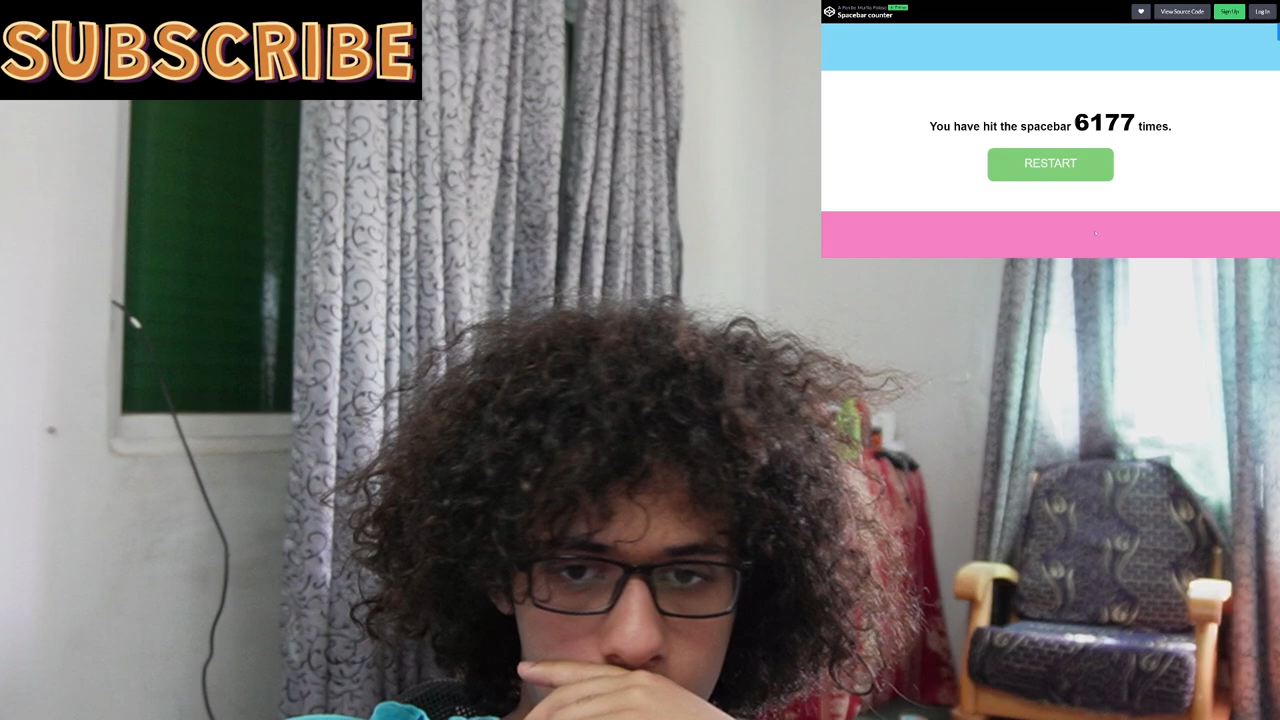 SUBSCRIBE
Spacebar counter
View Source Code
Sign Up
Log In
You have hit the spacebar 6177 times.
RESTART